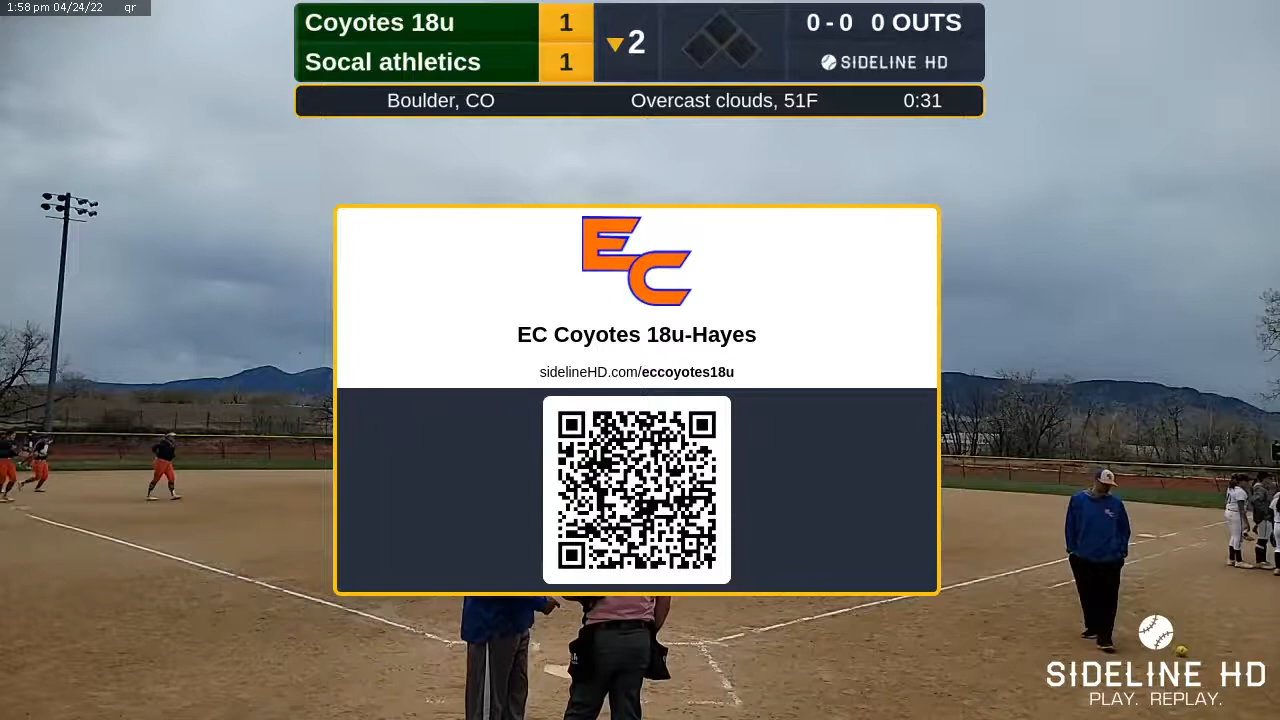 1:58 pm 04/24/22 qr
Coyotes 18u 1 2 0 - 0 0 OUTS
Socal athletics 1 SIDELINE HD
Boulder, CO Overcast clouds, 51F 0:31
EC
EC Coyotes 18u-Hayes
sidelineHD.com/eccoyotes18u
EC
SIDELINE HD
PLAY. REPLAY.